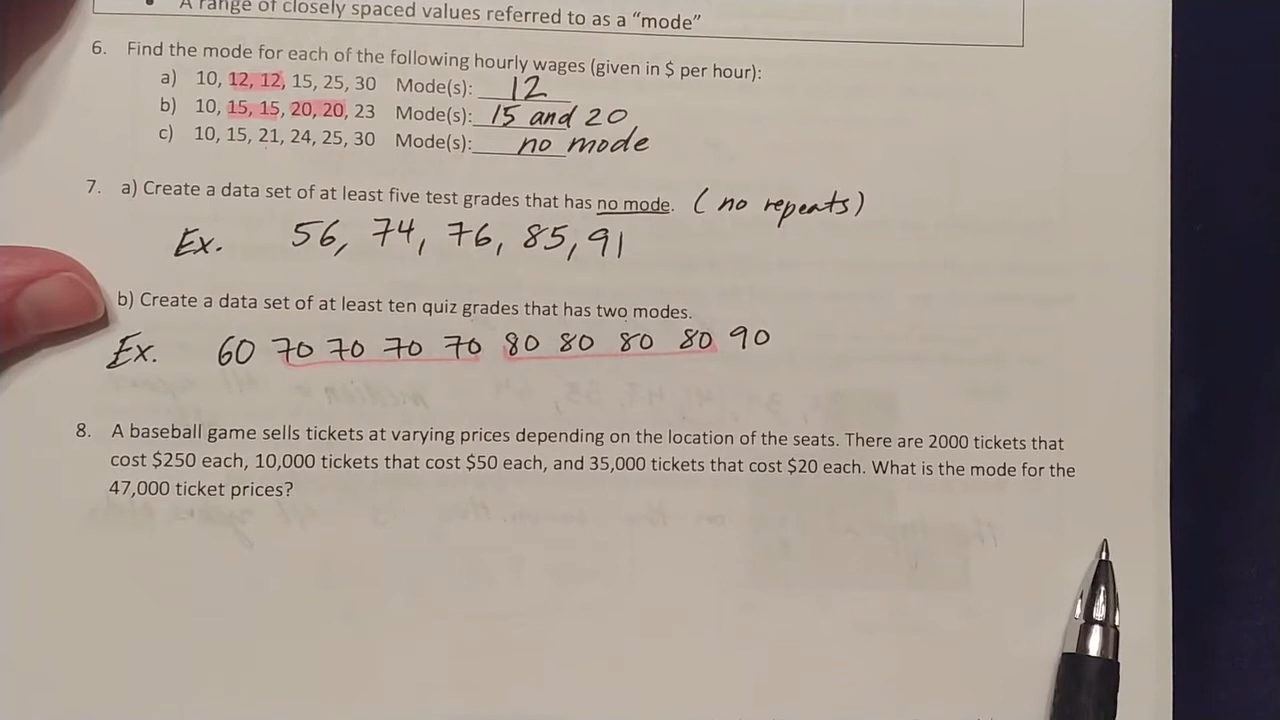 A range of closely spaced values referred to as a “mode”
6. Find the mode for each of the following hourly wages (given in $ per hour):
a) 10, 12, 12, 15, 25, 30 Mode(s): 12
b) 10, 15, 15, 20, 20, 23 Mode(s): 15 and 20
c) 10, 15, 21, 24, 25, 30 Mode(s): no mode
7. a) Create a data set of at least five test grades that has no mode. (no repeats)
Ex. 56, 74, 76, 85, 91
b) Create a data set of at least ten quiz grades that has two modes.
Ex. 60 70 70 70 70 80 80 80 80 90
8. A baseball game sells tickets at varying prices depending on the location of the seats. There are 2000 tickets that
cost $250 each, 10,000 tickets that cost $50 each, and 35,000 tickets that cost $20 each. What is the mode for the
47,000 ticket prices?